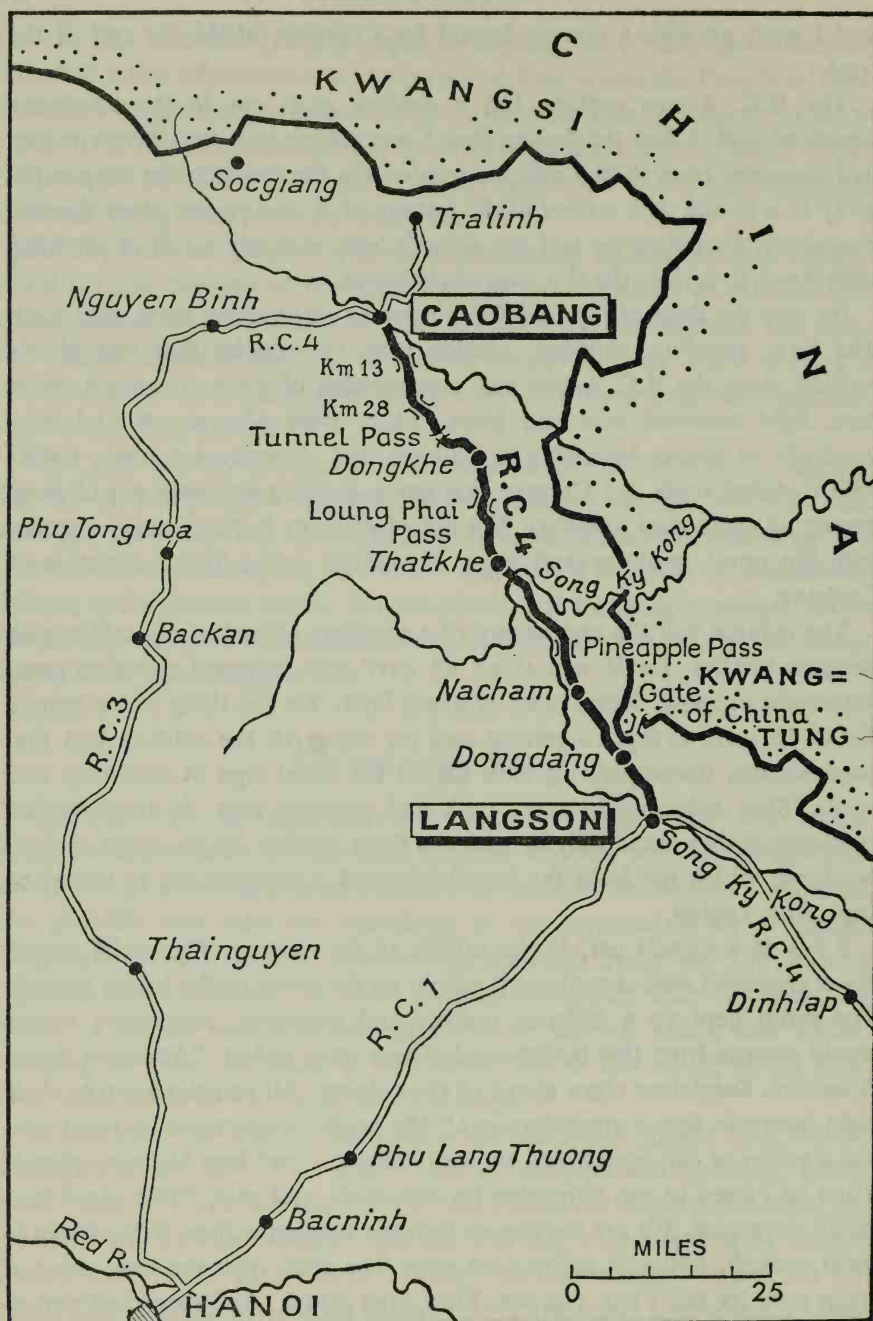 CHINA
KWANGSI
Socgiang
Tralinh
Nguyen Binh
CAOBANG
R.C.4
Km 13
Km 28
Tunnel Pass
Dongkhe
R.C.4
Loung Phai
Pass
Phu Tong Hoa
Thatkhe
Song Ky Kong
Backan
Pineapple Pass
KWANG=
TUNG
Nacham
Gate
of China
R.C.3
Dongdang
LANGSON
Song Ky Kong
R.C.4
Thainguyen
Dinhlap
R.C.1
Phu Lang Thuong
Bacninh
Red R.
MILES
0 25
HANOI